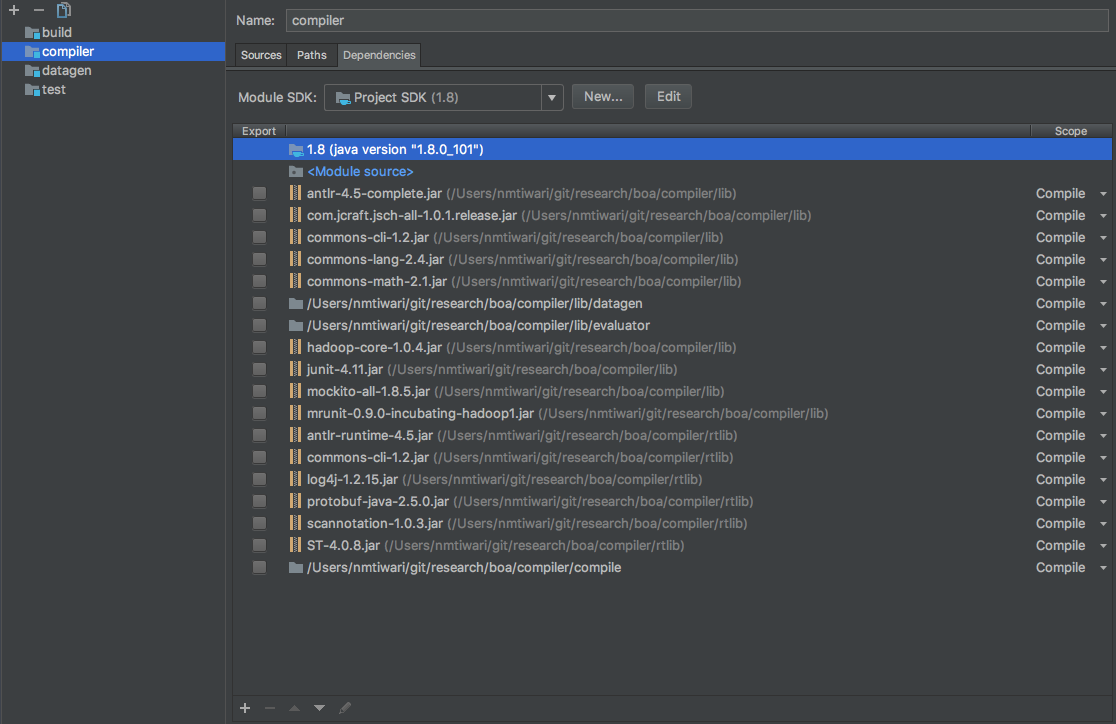 build
compiler
datagen
test
Name: compiler
Sources Paths Dependencies
Module SDK: Project SDK (1.8) New... Edit
Export Scope
1.8 (java version "1.8.0_101")
<Module source>
antlr-4.5-complete.jar (/Users/nmtiwari/git/research/boa/compiler/lib) Compile
com.jcraft.jsch-all-1.0.1.release.jar (/Users/nmtiwari/git/research/boa/compiler/lib) Compile
commons-cli-1.2.jar (/Users/nmtiwari/git/research/boa/compiler/lib) Compile
commons-lang-2.4.jar (/Users/nmtiwari/git/research/boa/compiler/lib) Compile
commons-math-2.1.jar (/Users/nmtiwari/git/research/boa/compiler/lib) Compile
/Users/nmtiwari/git/research/boa/compiler/lib/datagen Compile
/Users/nmtiwari/git/research/boa/compiler/lib/evaluator Compile
hadoop-core-1.0.4.jar (/Users/nmtiwari/git/research/boa/compiler/lib) Compile
junit-4.11.jar (/Users/nmtiwari/git/research/boa/compiler/lib) Compile
mockito-all-1.8.5.jar (/Users/nmtiwari/git/research/boa/compiler/lib) Compile
mrunit-0.9.0-incubating-hadoop1.jar (/Users/nmtiwari/git/research/boa/compiler/lib) Compile
antlr-runtime-4.5.jar (/Users/nmtiwari/git/research/boa/compiler/rtlib) Compile
commons-cli-1.2.jar (/Users/nmtiwari/git/research/boa/compiler/rtlib) Compile
log4j-1.2.15.jar (/Users/nmtiwari/git/research/boa/compiler/rtlib) Compile
protobuf-java-2.5.0.jar (/Users/nmtiwari/git/research/boa/compiler/rtlib) Compile
scannotation-1.0.3.jar (/Users/nmtiwari/git/research/boa/compiler/rtlib) Compile
ST-4.0.8.jar (/Users/nmtiwari/git/research/boa/compiler/rtlib) Compile
/Users/nmtiwari/git/research/boa/compiler/compile Compile